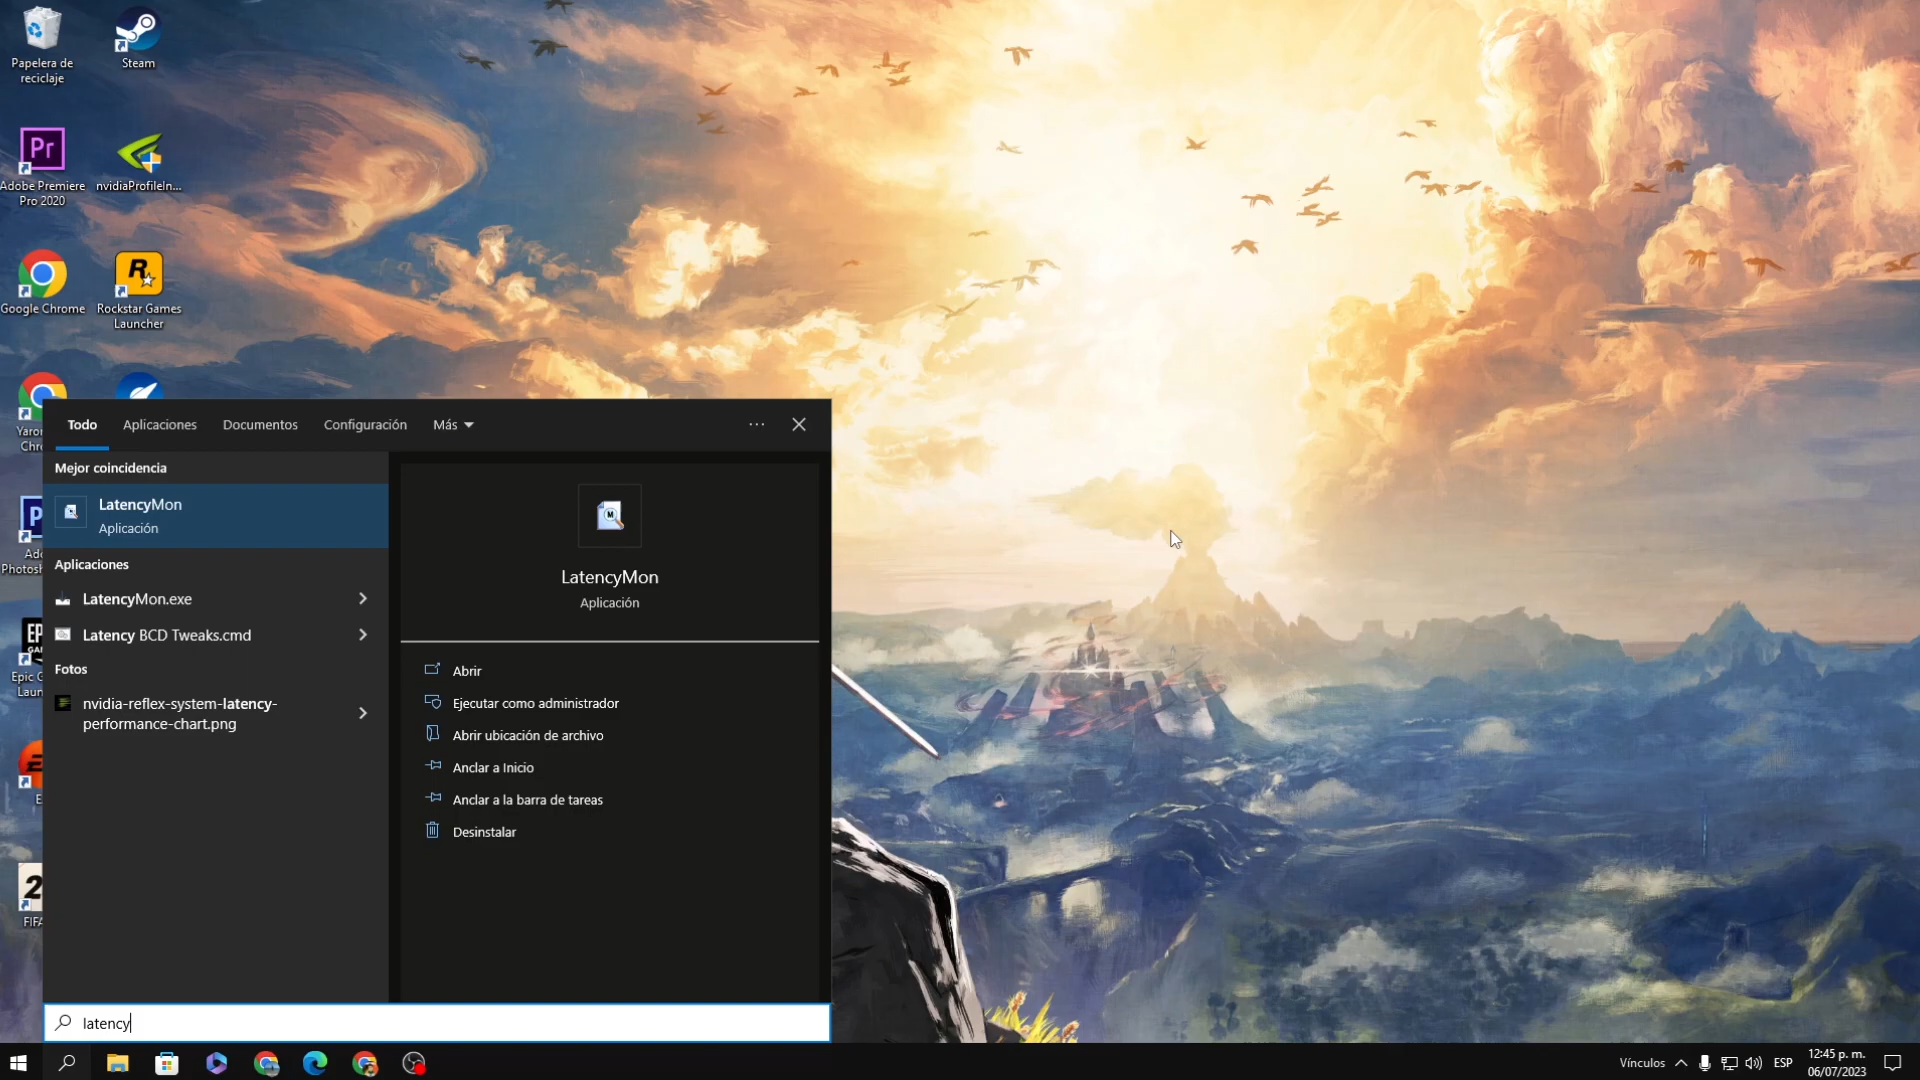 Papelera de
reciclaje
Steam
Pr
Adobe Premiere
Pro 2020
nvidiaProfileIn...
Google Chrome
R
Rockstar Games
Launcher
Todo
Aplicaciones
Documentos
Configuración
Más
Mejor coincidencia
LatencyMon
Aplicación
Aplicaciones
LatencyMon.exe
Latency BCD Tweaks.cmd
Fotos
nvidia-reflex-system-latency-
performance-chart.png
M
LatencyMon
Aplicación
Abrir
Ejecutar como administrador
Abrir ubicación de archivo
Anclar a Inicio
Anclar a la barra de tareas
Desinstalar
latency
Vínculos
ESP
12:45 p. m.
06/07/2023